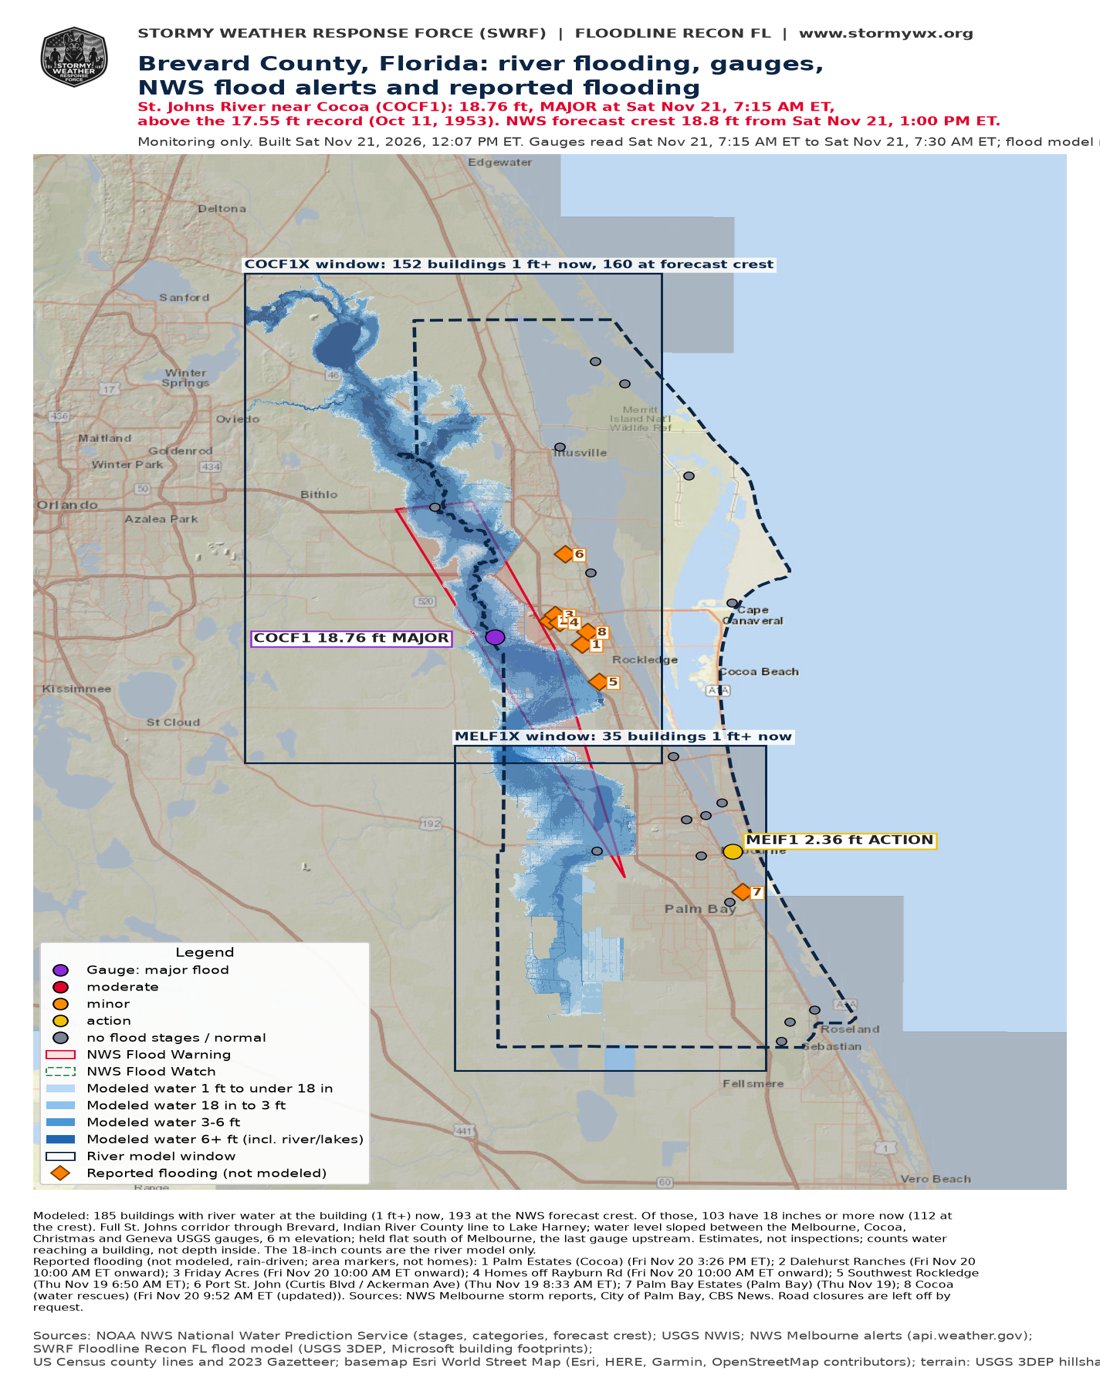 STORMY WEATHER RESPONSE FORCE (SWRF) | FLOODLINE RECON FL | www.stormywx.org
STORMY
WEATHER
RESPONSE
FORCE
Brevard County, Florida: river flooding, gauges,
NWS flood alerts and reported flooding
St. Johns River near Cocoa (COCF1): 18.76 ft, MAJOR at Sat Nov 21, 7:15 AM ET,
above the 17.55 ft record (Oct 11, 1953). NWS forecast crest 18.8 ft from Sat Nov 21, 1:00 PM ET.
Monitoring only. Built Sat Nov 21, 2026, 12:07 PM ET. Gauges read Sat Nov 21, 7:15 AM ET to Sat Nov 21, 7:30 AM ET; flood model
Edgewater
Deltona
COCF1X window: 152 buildings 1 ft+ now, 160 at forecast crest
Sanford
Winter
Springs
46
17
Merritt
Island Nat'l
Wildlife Ref
436
Oviedo
Maitland
Goldenrod
Titusville
Winter Park
434
50
Bithlo
Orlando
Azalea Park
6
520
Cape
Canaveral
3
4
8
COCF1 18.76 ft MAJOR
1
Rockledge
Cocoa Beach
Kissimmee
5
A1A
St Cloud
MELF1X window: 35 buildings 1 ft+ now
192
MEIF1 2.36 ft ACTION
7
Palm Bay
A1A
Roseland
Sebastian
Fellsmere
441
1
60
Vero Beach
Range
Legend
Gauge: major flood
moderate
minor
action
no flood stages / normal
NWS Flood Warning
NWS Flood Watch
Modeled water 1 ft to under 18 in
Modeled water 18 in to 3 ft
Modeled water 3-6 ft
Modeled water 6+ ft (incl. river/lakes)
River model window
Reported flooding (not modeled)
Modeled: 185 buildings with river water at the building (1 ft+) now, 193 at the NWS forecast crest. Of those, 103 have 18 inches or more now (112 at
the crest). Full St. Johns corridor through Brevard, Indian River County line to Lake Harney; water level sloped between the Melbourne, Cocoa,
Christmas and Geneva USGS gauges, 6 m elevation; held flat south of Melbourne, the last gauge upstream. Estimates, not inspections; counts water
reaching a building, not depth inside. The 18-inch counts are the river model only.
Reported flooding (not modeled, rain-driven; area markers, not homes): 1 Palm Estates (Cocoa) (Fri Nov 20 3:26 PM ET); 2 Dalehurst Ranches (Fri Nov 20
10:00 AM ET onward); 3 Friday Acres (Fri Nov 20 10:00 AM ET onward); 4 Homes off Rayburn Rd (Fri Nov 20 10:00 AM ET onward); 5 Southwest Rockledge
(Thu Nov 19 6:50 AM ET); 6 Port St. John (Curtis Blvd / Ackerman Ave) (Thu Nov 19 8:33 AM ET); 7 Palm Bay Estates (Palm Bay) (Thu Nov 19); 8 Cocoa
(water rescues) (Fri Nov 20 9:52 AM ET (updated)). Sources: NWS Melbourne storm reports, City of Palm Bay, CBS News. Road closures are left off by
request.
Sources: NOAA NWS National Water Prediction Service (stages, categories, forecast crest); USGS NWIS; NWS Melbourne alerts (api.weather.gov);
SWRF Floodline Recon FL flood model (USGS 3DEP, Microsoft building footprints);
US Census county lines and 2023 Gazetteer; basemap Esri World Street Map (Esri, HERE, Garmin, OpenStreetMap contributors); terrain: USGS 3DEP hillsha